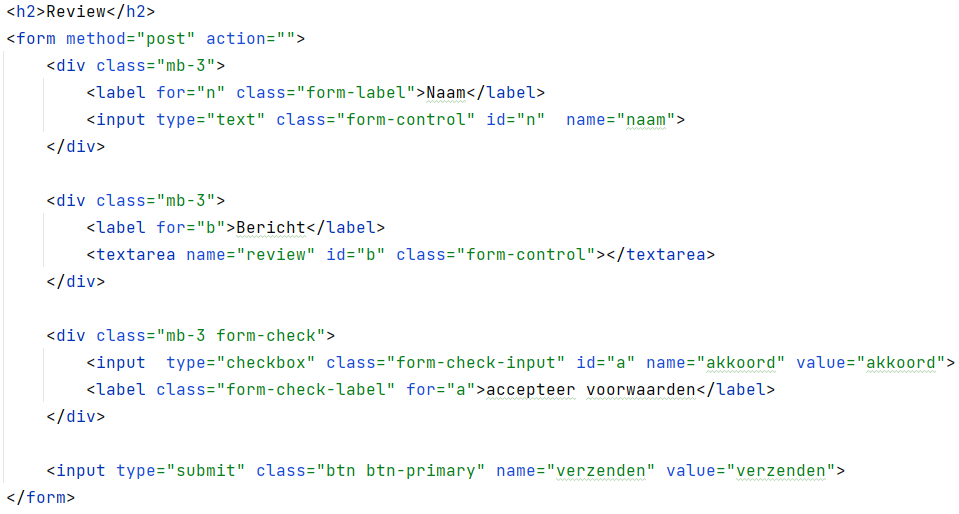 <h2>Review</h2>
<form method="post" action="">
    <div class="mb-3">
        <label for="n" class="form-label">Naam</label>
        <input type="text" class="form-control" id="n"  name="naam">
    </div>

    <div class="mb-3">
        <label for="b">Bericht</label>
        <textarea name="review" id="b" class="form-control"></textarea>
    </div>

    <div class="mb-3 form-check">
        <input  type="checkbox" class="form-check-input" id="a" name="akkoord" value="akkoord">
        <label class="form-check-label" for="a">accepteer voorwaarden</label>
    </div>

    <input type="submit" class="btn btn-primary" name="verzenden" value="verzenden">
</form>